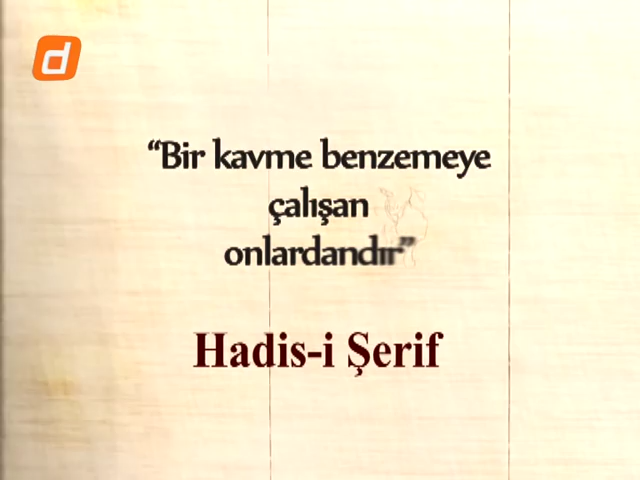 d
“Bir kavme benzemeye
çalışan
onlardandır”
Hadis-i Şerif